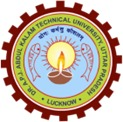 DR. A.P.J. ABDUL KALAM TECHNICAL UNIVERSITY, UTTAR PRADESH
LUCKNOW